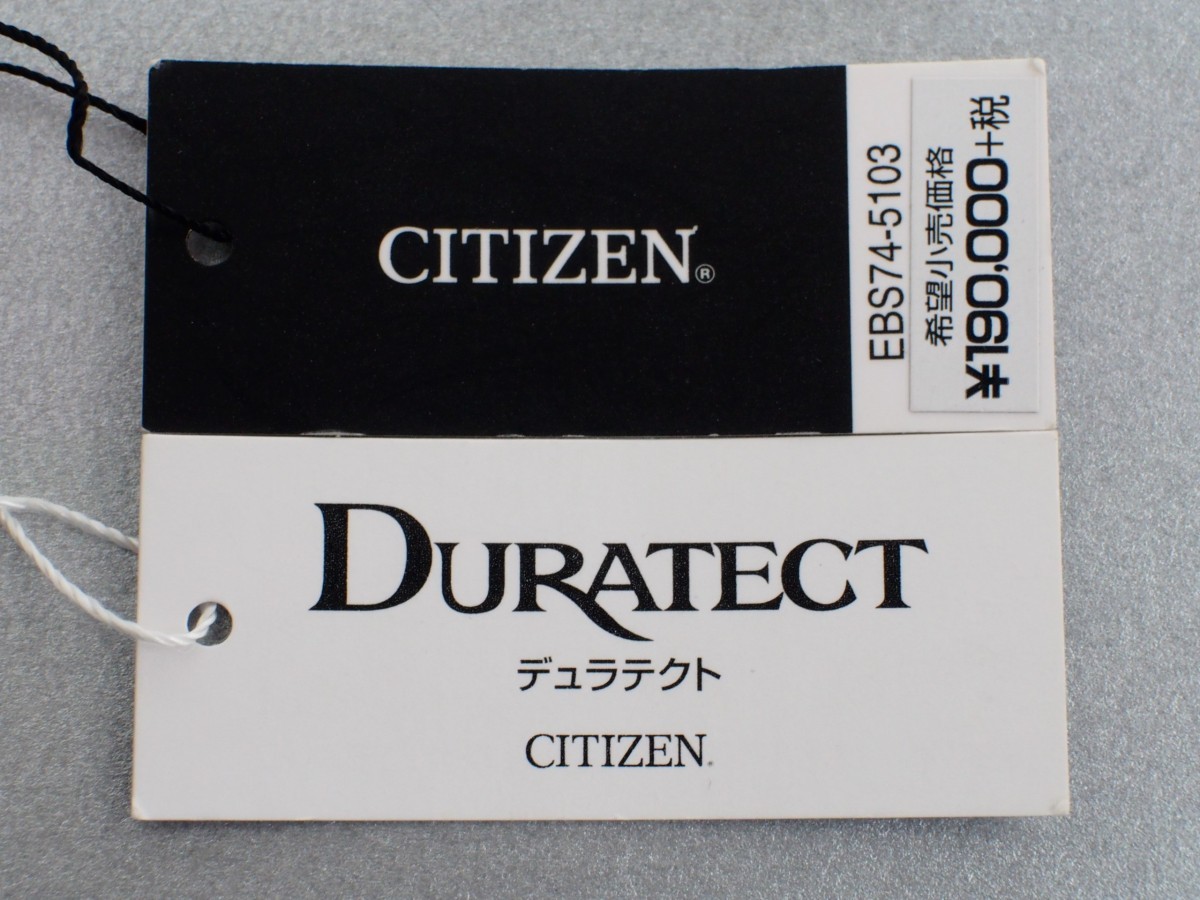 CITIZEN®
EBS74-5103
希望小売価格
¥190,000+税
DURATECT
デュラテクト
CITIZEN